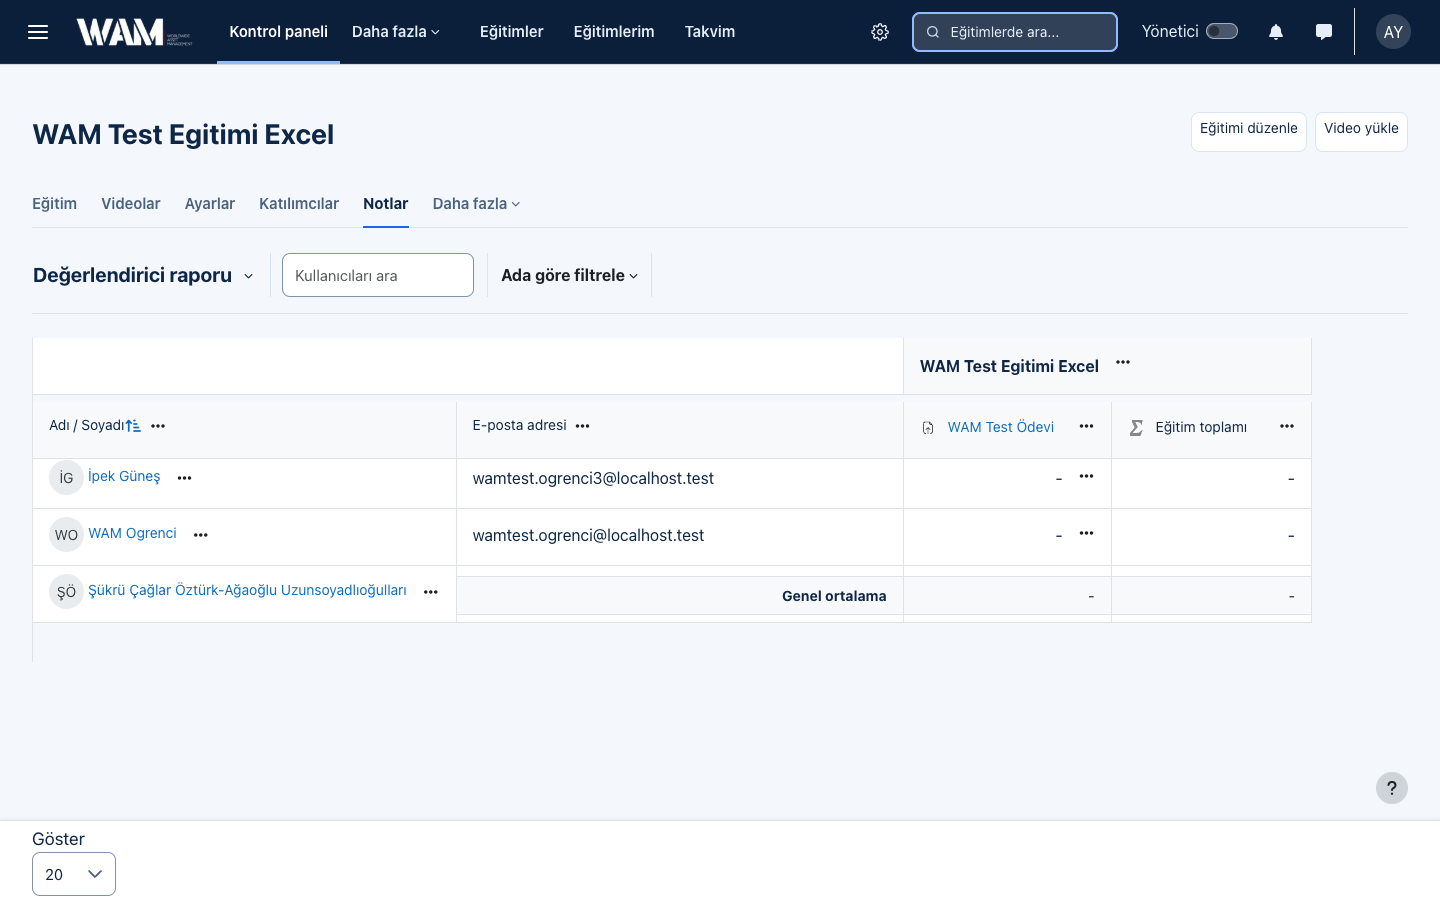 WAM
WORLDWIDE
ASSET
MANAGEMENT
Kontrol paneli
Daha fazla
Eğitimler
Eğitimlerim
Takvim
Eğitimlerde ara...
Yönetici
AY
WAM Test Egitimi Excel
Eğitimi düzenle
Video yükle
Eğitim
Videolar
Ayarlar
Katılımcılar
Notlar
Daha fazla
Değerlendirici raporu
Kullanıcıları ara
Ada göre filtrele
WAM Test Egitimi Excel
Adı / Soyadı
E-posta adresi
WAM Test Ödevi
Eğitim toplamı
İG
İpek Güneş
wamtest.ogrenci3@localhost.test
-
-
WO
WAM Ogrenci
wamtest.ogrenci@localhost.test
-
-
ŞÖ
Şükrü Çağlar Öztürk-Ağaoğlu Uzunsoyadlıoğulları
Genel ortalama
-
-
?
Göster
20